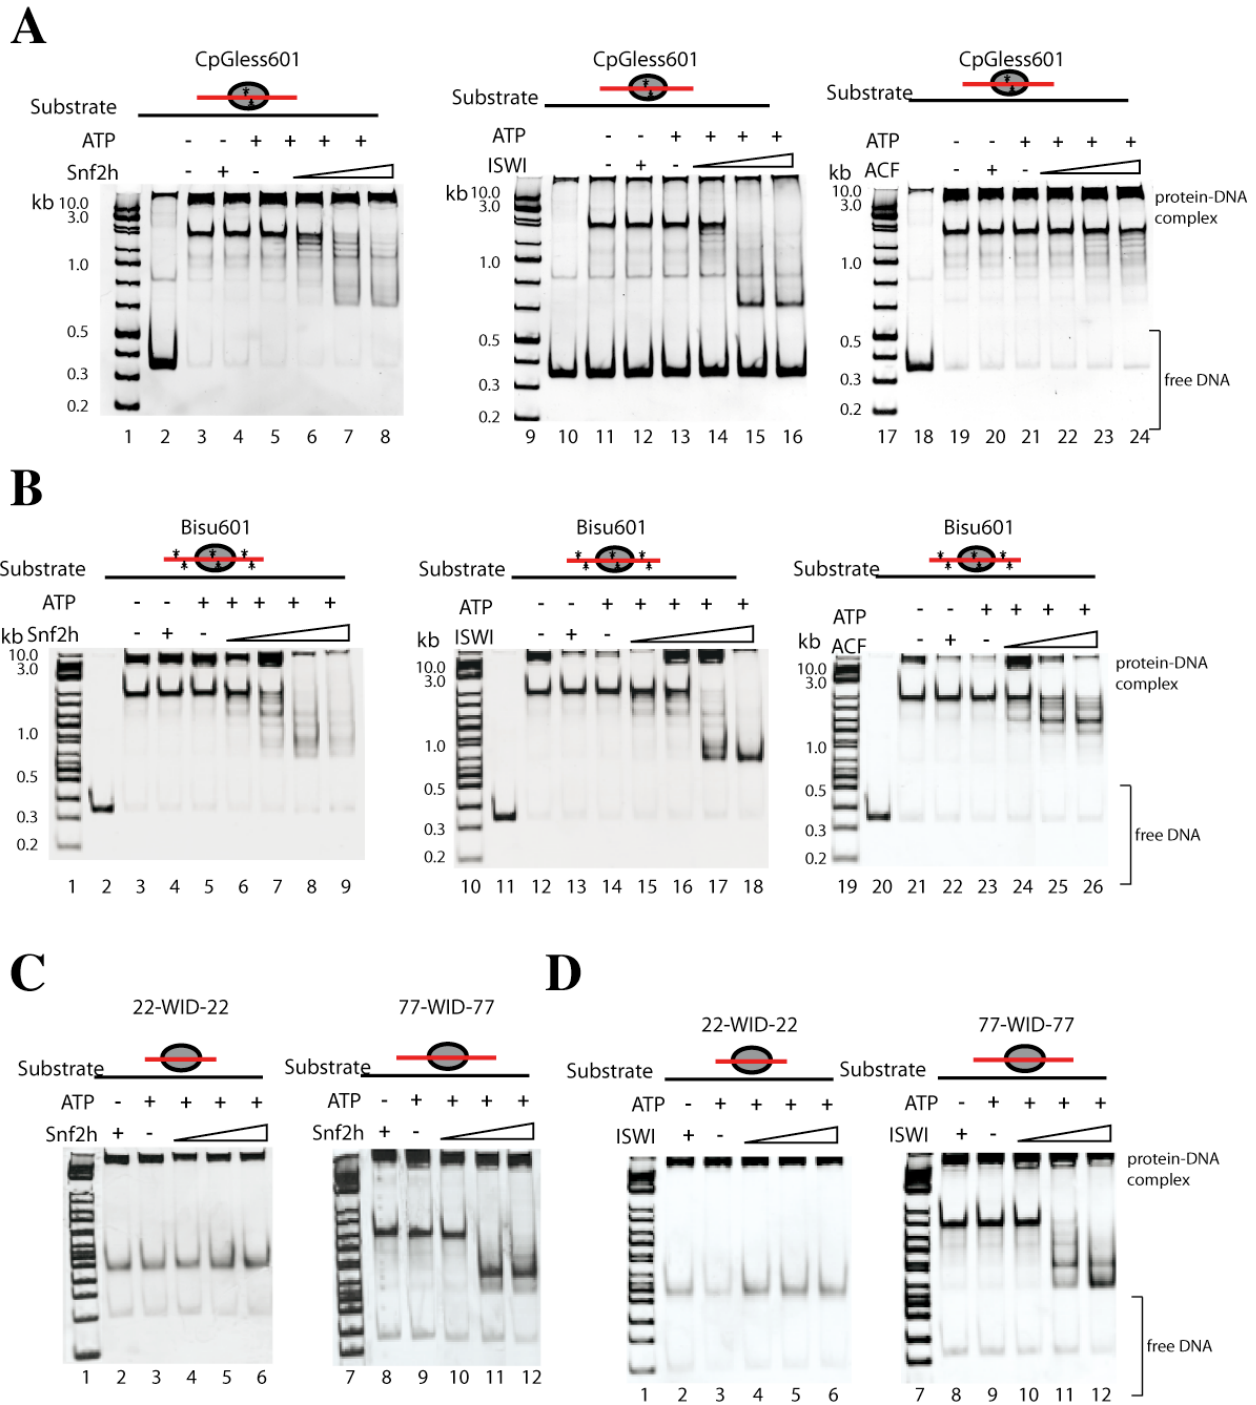 A
CpGless601 CpGless601 CpGless601
Substrate Substrate Substrate
ATP - - + + + + ATP - - + + + + ATP - - + + + +
Snf2h - + - ISWI - + - kb ACF - + -
kb 10.0 kb 10.0 10.0 protein-DNA
3.0 3.0 3.0 complex
1.0 1.0 1.0
0.5 0.5 0.5
0.3 0.3 0.3 free DNA
0.2 0.2 0.2
1 2 3 4 5 6 7 8 9 10 11 12 13 14 15 16 17 18 19 20 21 22 23 24
B
Bisu601 Bisu601 Bisu601
Substrate Substrate Substrate
ATP - - + + + + + ATP - - + + + + + ATP - - + + + +
kb Snf2h - + - kb ISWI - + - kb ACF - + -
10.0 10.0 10.0 protein-DNA
3.0 3.0 3.0 complex
1.0 1.0 1.0
0.5 0.5 0.5
0.3 0.3 0.3 free DNA
0.2 0.2 0.2
1 2 3 4 5 6 7 8 9 10 11 12 13 14 15 16 17 18 19 20 21 22 23 24 25 26
C D
22-WID-22 77-WID-77 22-WID-22 77-WID-77
Substrate Substrate Substrate Substrate
ATP - + + + + ATP - + + + + ATP - + + + + ATP - + + + +
Snf2h + - Snf2h + - ISWI + - ISWI + -
protein-DNA
complex
free DNA
1 2 3 4 5 6 7 8 9 10 11 12 1 2 3 4 5 6 7 8 9 10 11 12